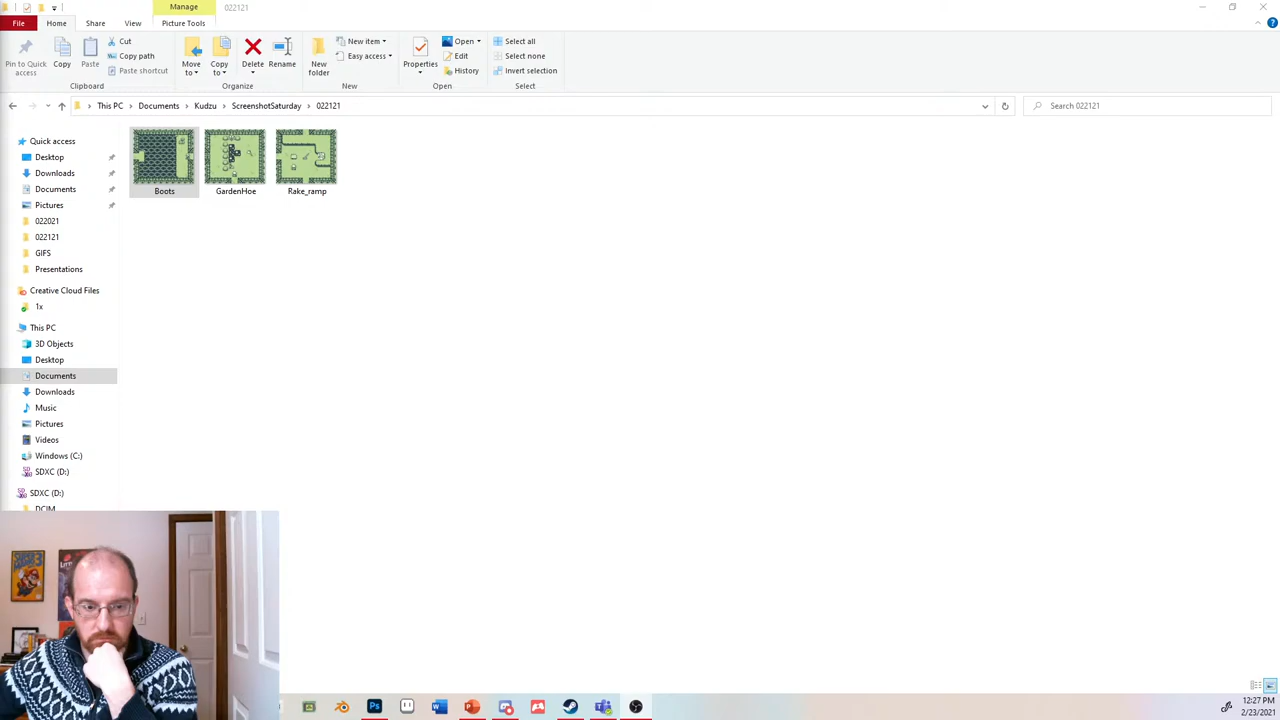 Manage
022121
File
Home
Share
View
Picture Tools
Pin to Quick access
Copy
Paste
Cut
Copy path
Paste shortcut
Clipboard
Move to
Copy to
Delete
Rename
Organize
New folder
New item
Easy access
New
Properties
Open
Edit
History
Open
Select all
Select none
Invert selection
Select
This PC > Documents > Kudzu > ScreenshotSaturday > 022121
Search 022121
Quick access
Desktop
Downloads
Documents
Pictures
022021
022121
GIFS
Presentations
Creative Cloud Files
1x
This PC
3D Objects
Desktop
Documents
Downloads
Music
Pictures
Videos
Windows (C:)
SDXC (D:)
SDXC (D:)
DCIM
Boots
GardenHoe
Rake_ramp
Ps
12:27 PM
2/23/2021